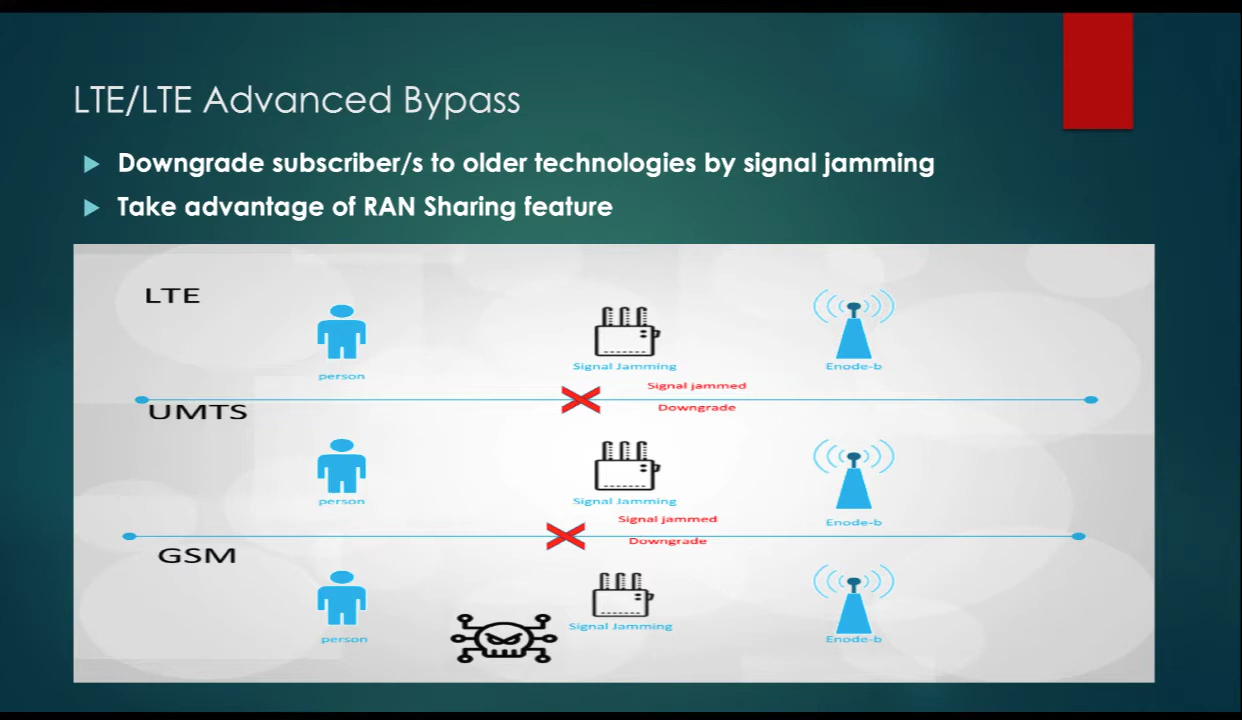 LTE/LTE Advanced Bypass
Downgrade subscriber/s to older technologies by signal jamming
Take advantage of RAN Sharing feature
LTE
person
Signal Jamming
Enode-b
Signal jammed
Downgrade
UMTS
person
Signal Jamming
Enode-b
Signal jammed
Downgrade
GSM
person
Signal Jamming
Enode-b